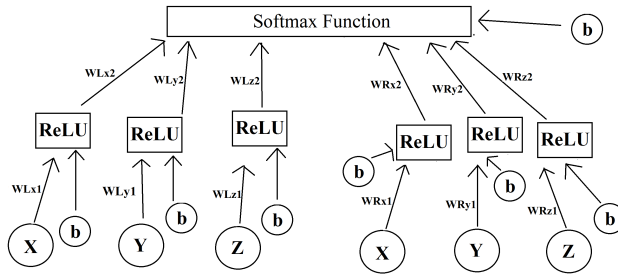 Softmax Function
b
WLx2
WLy2
WLz2
WRx2
WRy2
WRz2
ReLU
ReLU
ReLU
ReLU
ReLU
ReLU
b
b
WLx1
WLy1
WLz1
WRx1
WRy1
WRz1
X
b
Y
b
Z
b
X
Y
Z
b